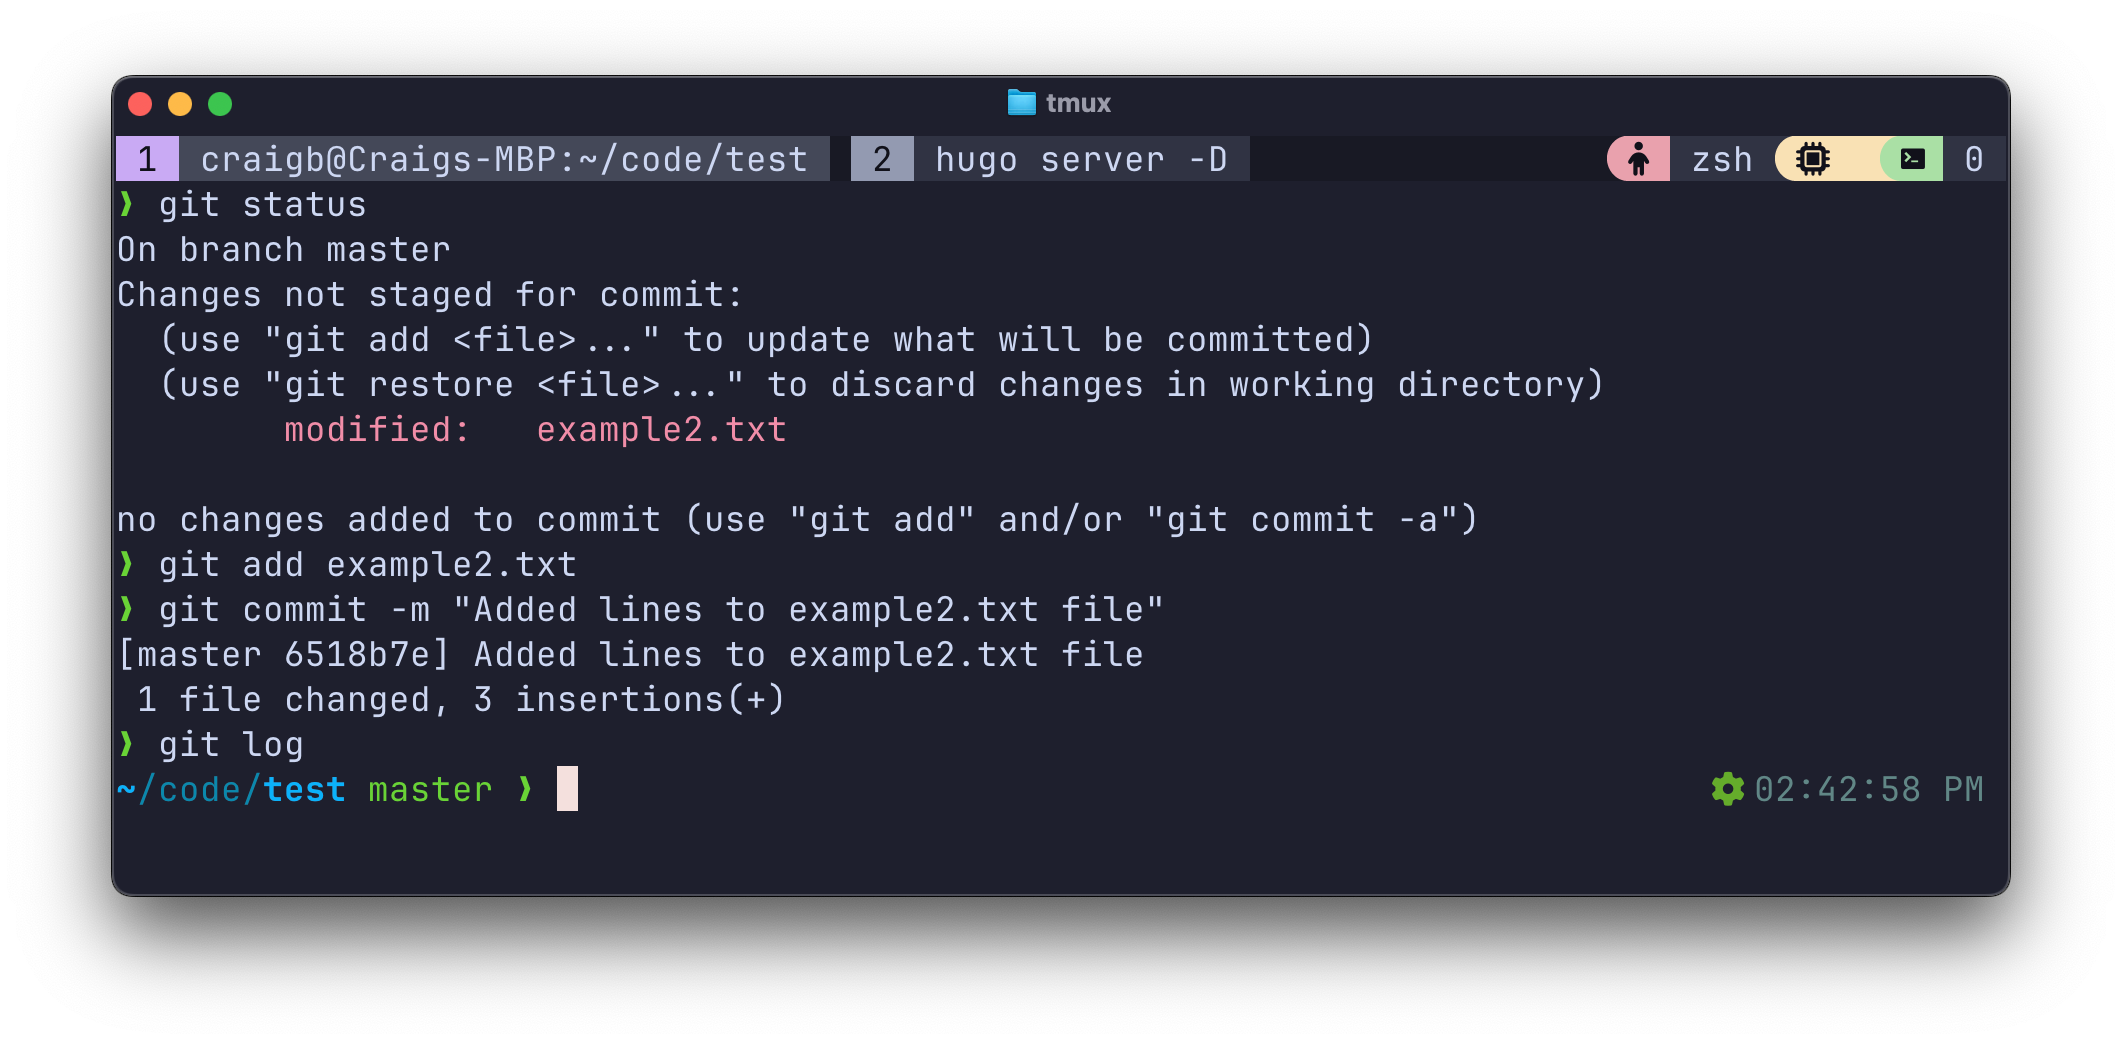 tmux
1 craigb@Craigs-MBP:~/code/test 2 hugo server -D zsh 0
❱ git status
On branch master
Changes not staged for commit:
  (use "git add <file>..." to update what will be committed)
  (use "git restore <file>..." to discard changes in working directory)
        modified:   example2.txt
no changes added to commit (use "git add" and/or "git commit -a")
❱ git add example2.txt
❱ git commit -m "Added lines to example2.txt file"
[master 6518b7e] Added lines to example2.txt file
 1 file changed, 3 insertions(+)
❱ git log
~/code/test master ❱ 02:42:58 PM